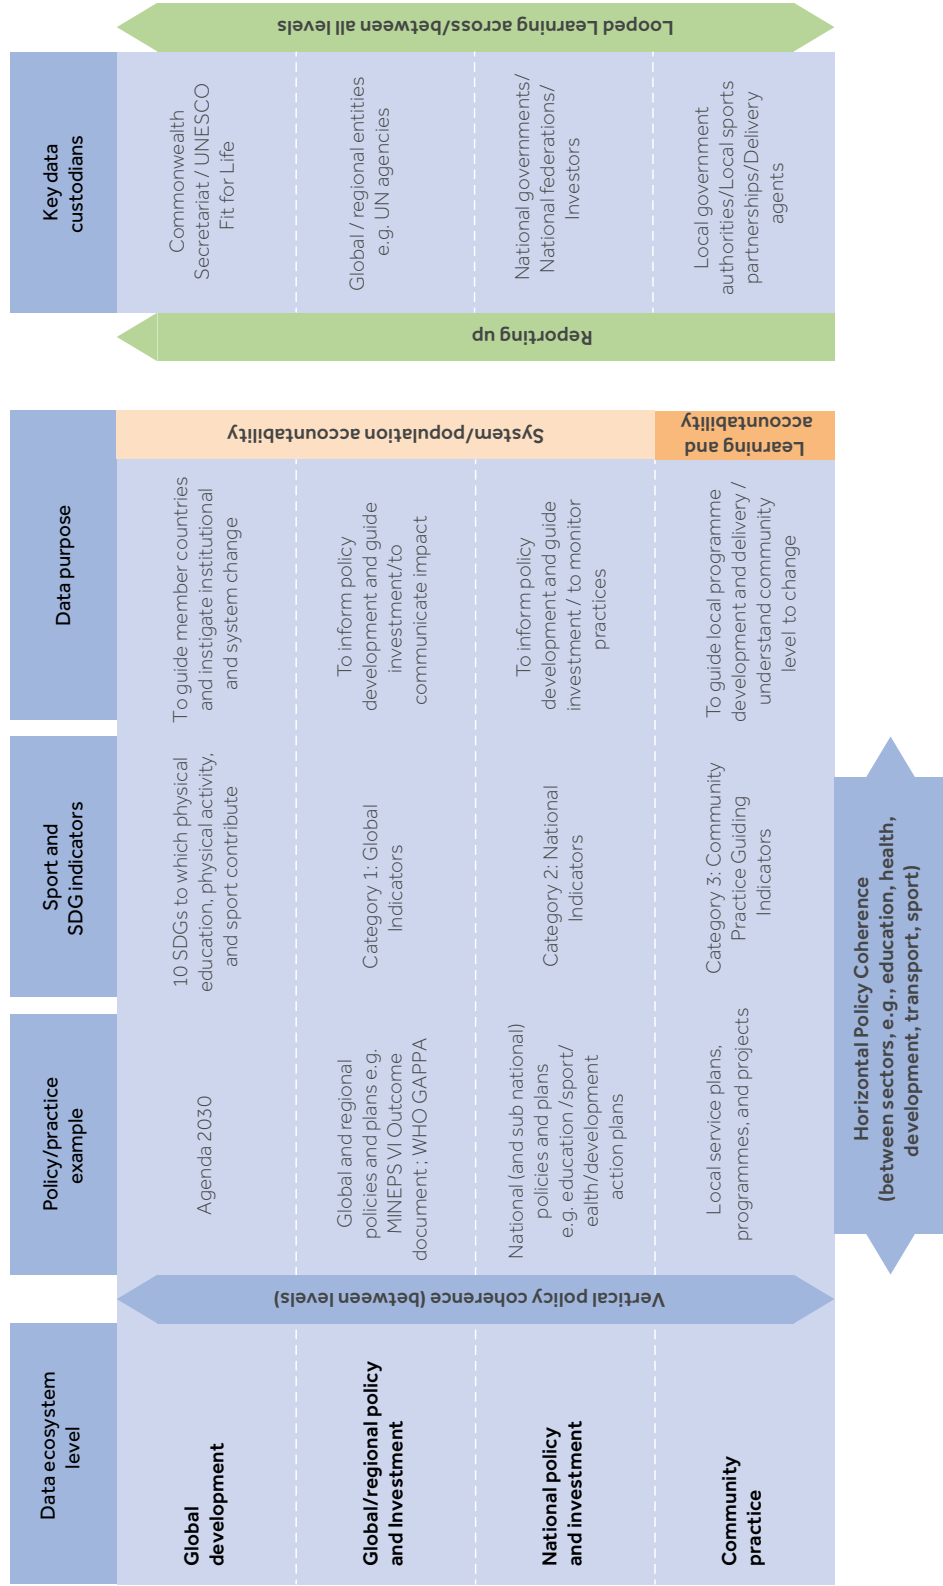 Data ecosystem
level
Policy/practice
example
Sport and
SDG indicators
Data purpose
Key data
custodians
Global
development
Agenda 2030
10 SDGs to which physical
education, physical activity,
and sport contribute
To guide member countries
and instigate institutional
and system change
Commonwealth
Secretariat / UNESCO
Fit for Life
Global/regional policy
and Investment
Global and regional
policies and plans e.g.
MINEPS VI Outcome
document ; WHO GAPPA
Category 1: Global
Indicators
To inform policy
development and guide
investment/to
communicate impact
Global / regional entities
e.g. UN agencies
National policy
and investment
National (and sub national)
policies and plans
e.g. education /sport/
ealth/development
action plans
Category 2: National
Indicators
To inform policy
development and guide
investment / to monitor
practices
National governments/
National federations/
Investors
Community
practice
Local service plans,
programmes, and projects
Category 3: Community
Practice Guiding
Indicators
To guide local programme
development and delivery /
understand community
level to change
Local government
authorities/Local sports
partnerships/Delivery
agents
Vertical policy coherence (between levels)
System/population accountability
Learning and
accountability
Reporting up
Looped Learning across/between all levels
Horizontal Policy Coherence
(between sectors, e.g., education, health,
development, transport, sport)